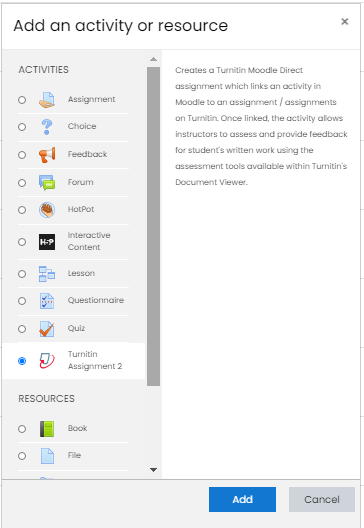 Add an activity or resource
×
ACTIVITIES
Assignment
Choice
Feedback
Forum
HotPot
H-P
Interactive
Content
Lesson
Questionnaire
Quiz
Turnitin
Assignment 2
RESOURCES
Book
File
Creates a Turnitin Moodle Direct
assignment which links an activity in
Moodle to an assignment / assignments
on Turnitin. Once linked, the activity allows
instructors to assess and provide feedback
for student's written work using the
assessment tools available within Turnitin's
Document Viewer.
Add
Cancel